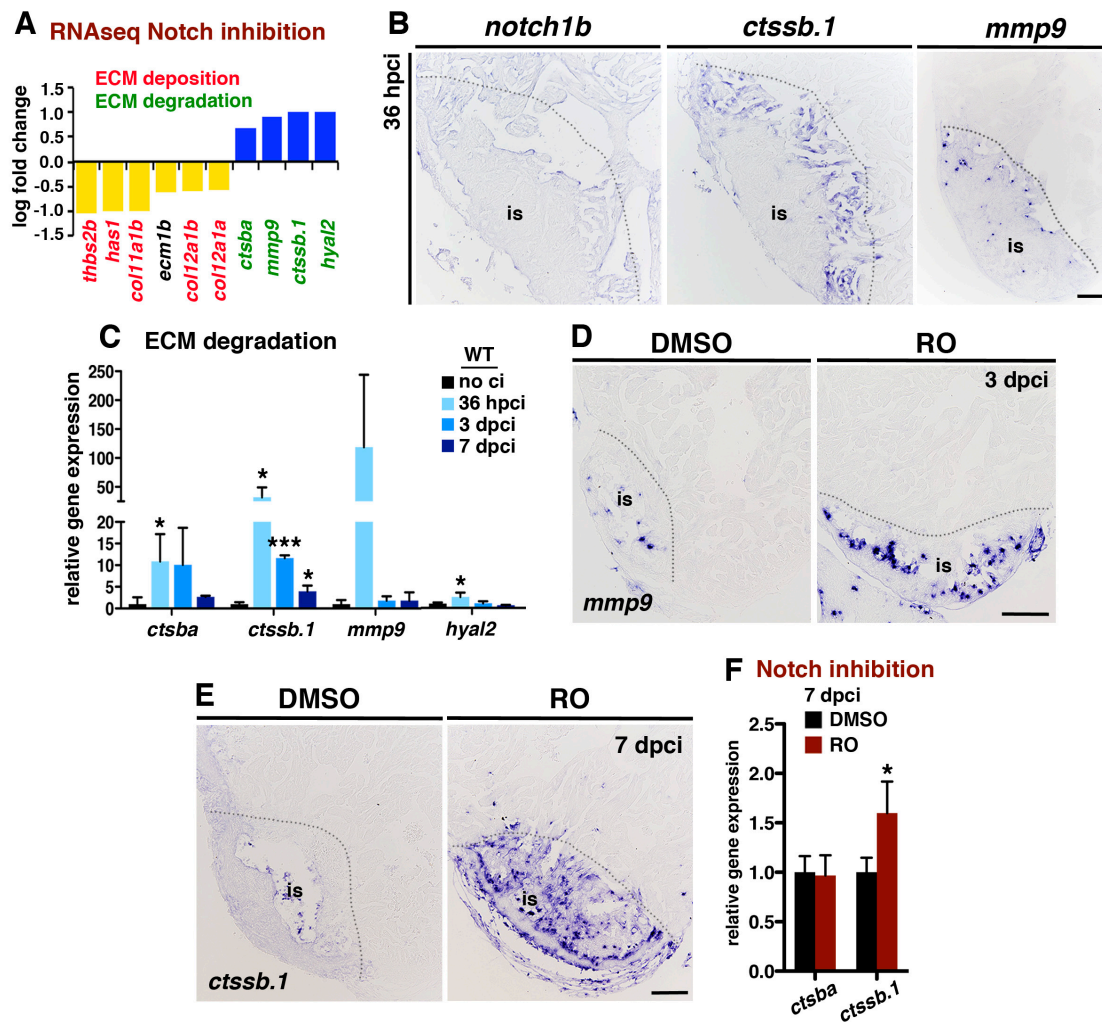 A RNAseq Notch inhibition
ECM deposition
ECM degradation
log fold change
1.5
1.0
0.5
0.0
-0.5
-1.0
-1.5
thbs2b
has1
col11a1b
ecm1b
col12a1b
col12a1a
ctsba
mmp9
ctssb.1
hyal2
B
notch1b
ctssb.1
mmp9
36 hpci
is
is
is
C ECM degradation
relative gene expression
250
200
150
100
50
20
15
10
5
0
WT
no ci
36 hpci
3 dpci
7 dpci
*
*
***
*
*
ctsba
ctssb.1
mmp9
hyal2
D
DMSO
RO
3 dpci
is
is
mmp9
E
DMSO
RO
7 dpci
is
is
ctssb.1
F Notch inhibition
7 dpci
DMSO
RO
relative gene expression
2.5
2.0
1.5
1.0
0.5
0.0
*
ctsba
ctssb.1